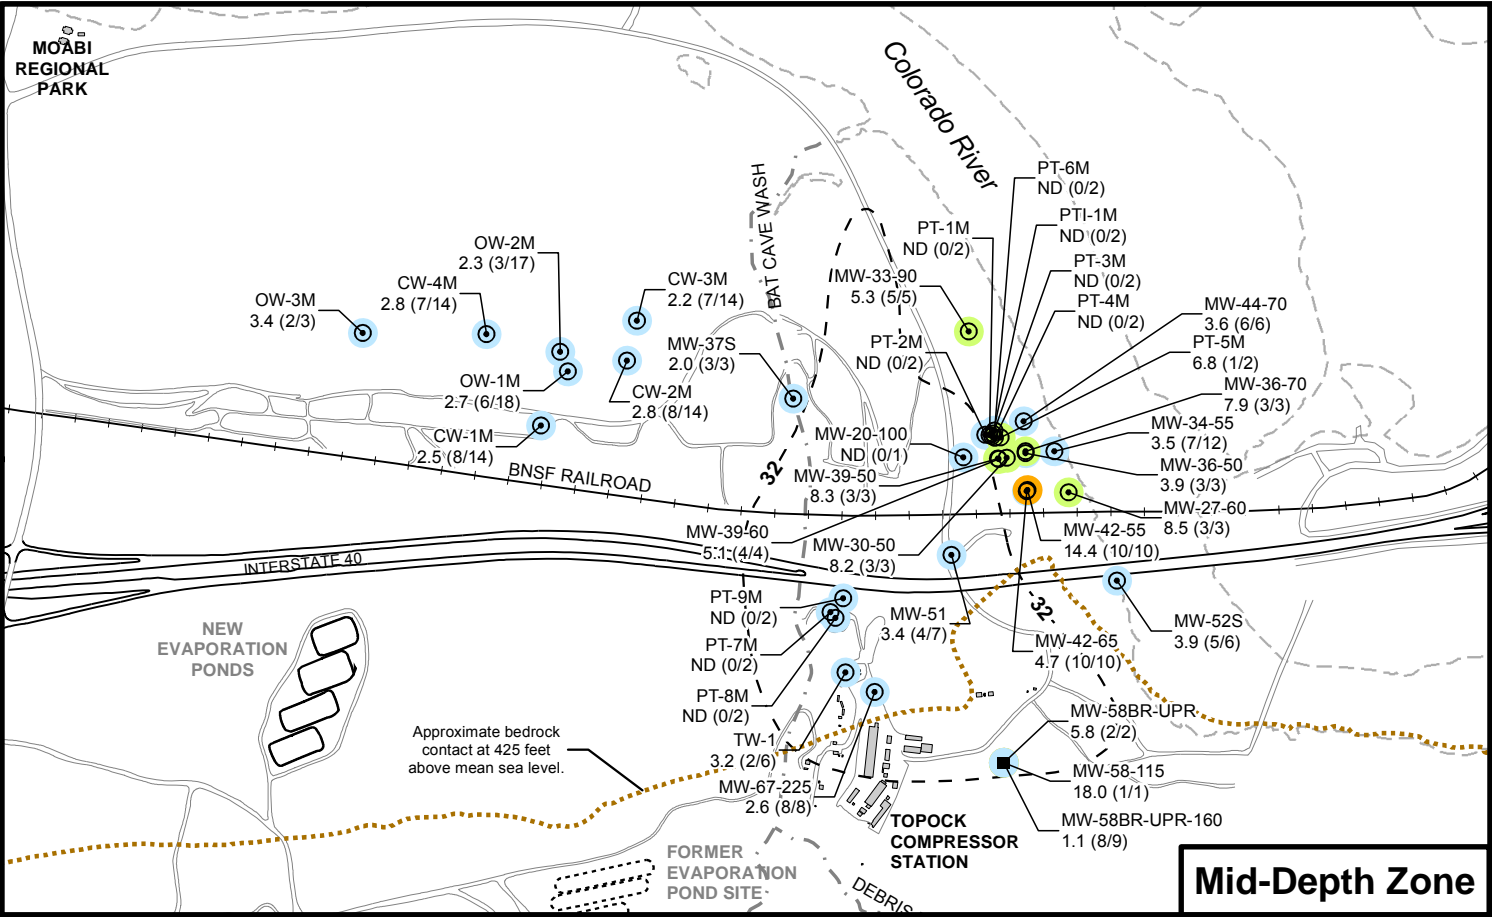 MOABI
REGIONAL
PARK
Colorado River
BAT CAVE WASH
PT-6M
ND (0/2)
PTI-1M
ND (0/2)
PT-1M
ND (0/2)
PT-3M
ND (0/2)
MW-33-90
5.3 (5/5)
PT-4M
ND (0/2)
OW-2M
2.3 (3/17)
CW-4M
2.8 (7/14)
CW-3M
2.2 (7/14)
OW-3M
3.4 (2/3)
MW-44-70
3.6 (6/6)
PT-5M
6.8 (1/2)
MW-37S
2.0 (3/3)
PT-2M
ND (0/2)
OW-1M
2.7 (6/18)
CW-2M
2.8 (8/14)
MW-36-70
7.9 (3/3)
MW-34-55
3.5 (7/12)
CW-1M
2.5 (8/14)
MW-20-100
ND (0/1)
BNSF RAILROAD
32
MW-39-50
8.3 (3/3)
MW-36-50
3.9 (3/3)
MW-27-60
8.5 (3/3)
MW-39-60
5.1 (4/4)
MW-30-50
8.2 (3/3)
MW-42-55
14.4 (10/10)
INTERSTATE 40
PT-9M
ND (0/2)
MW-51
3.4 (4/7)
32
MW-52S
3.9 (5/6)
NEW
EVAPORATION
PONDS
PT-7M
ND (0/2)
MW-42-65
4.7 (10/10)
PT-8M
ND (0/2)
MW-58BR-UPR
5.8 (2/2)
Approximate bedrock
contact at 425 feet
above mean sea level.
TW-1
3.2 (2/6)
MW-58-115
18.0 (1/1)
MW-67-225
2.6 (8/8)
MW-58BR-UPR-160
1.1 (8/9)
TOPOCK
COMPRESSOR
STATION
FORMER
EVAPORATION
POND SITE
DEBRIS
Mid-Depth Zone